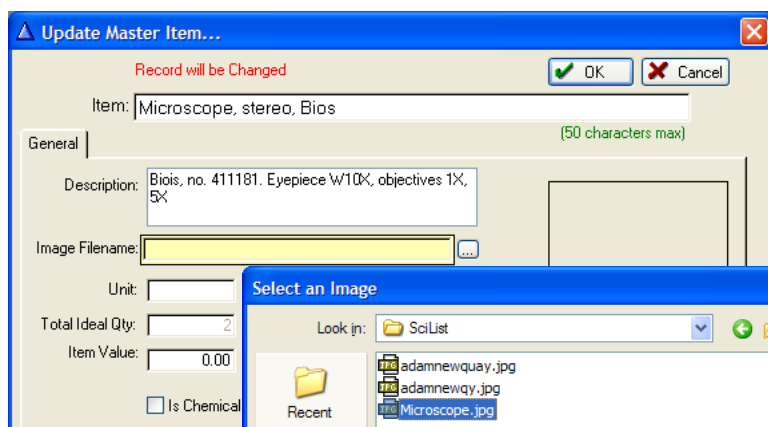 Update Master Item...
Record will be Changed
OK
Cancel
Item: Microscope, stereo, Bios
(50 characters max)
General
Description: Biois, no. 411181. Eyepiece W10X, objectives 1X,
5X
Image Filename:
...
Unit:
Total Ideal Qty: 2
Item Value: 0.00
Is Chemical
Select an Image
Look in: SciList
adamnewquay.jpg
adamnewqy.jpg
Microscope.jpg
Recent